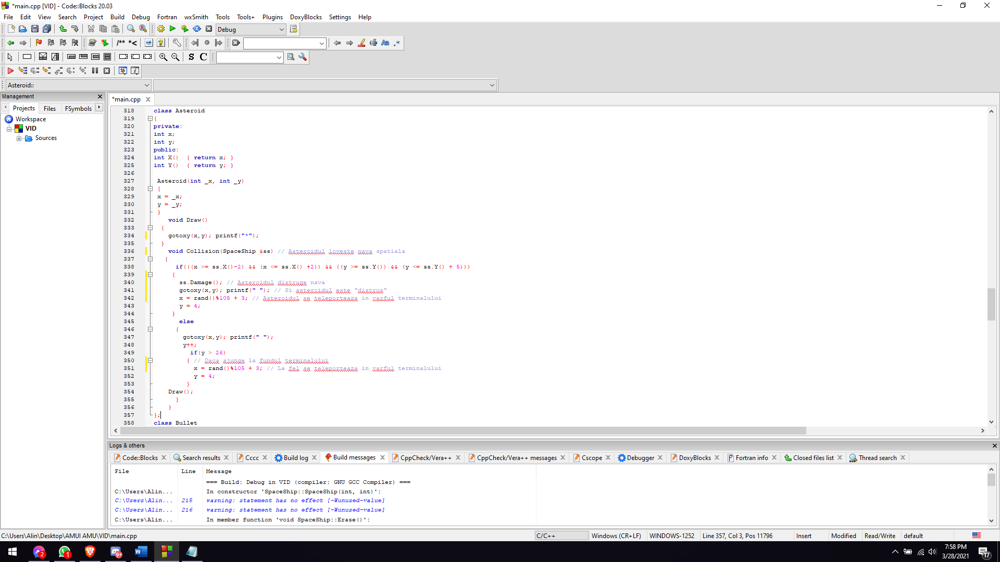 *main.cpp [VID] - Code::Blocks 20.03
File Edit View Search Project Build Debug Fortran wxSmith Tools Tools+ Plugins DoxyBlocks Settings Help
Debug
/** *< Aa .*
S C
Asteroid::
Management
*main.cpp
Projects Files FSymbols
Workspace
VID
Sources
318 class Asteroid
319 {
320 private:
321 int x;
322 int y;
323 public:
324 int X()  { return x; }
325 int Y()  { return y; }
326
327 Asteroid(int _x, int _y)
328 {
329 x = _x;
330 y = _y;
331 }
332 void Draw()
333 {
334 gotoxy(x,y); printf("*");
335 }
336 void Collision(SpaceShip &ss) // Asteroidul loveste nava spatiala
337 {
338 if(((x >= ss.X()-2) && (x <= ss.X() +2)) && ((y >= ss.Y()) && (y <= ss.Y() + 5)))
339 {
340 ss.Damage(); // Asteroidul distruge nava
341 gotoxy(x,y); printf(" "); // Si asteroidul este "distrus"
342 x = rand()%105 + 3; // Asteroidul se teleporteaza in varful terminalului
343 y = 4;
344 }
345 else
346 {
347 gotoxy(x,y); printf(" ");
348 y++;
349 if(y > 26)
350 { // Daca ajunge la fundul terminalului
351 x = rand()%105 + 3; // La fel se teleporteaza in varful terminalului
352 y = 4;
353 }
354 Draw();
355 }
356 }
357 };
358 class Bullet
Logs & others
Code::Blocks Search results Cccc Build log Build messages CppCheck/Vera++ CppCheck/Vera++ messages Cscope Debugger DoxyBlocks Fortran info Closed files list Thread search
File Line Message
=== Build: Debug in VID (compiler: GNU GCC Compiler) ===
C:\Users\Alin... In constructor 'SpaceShip::SpaceShip(int, int)':
C:\Users\Alin... 215 warning: statement has no effect [-Wunused-value]
C:\Users\Alin... 216 warning: statement has no effect [-Wunused-value]
C:\Users\Alin... In member function 'void SpaceShip::Erase()':
C:\Users\Alin\Desktop\AMUI AMU\VID\main.cpp C/C++ Windows (CR+LF) WINDOWS-1252 Line 357, Col 3, Pos 11796 Insert Modified Read/Write default
2 1 9+ W 7:58 PM
3/28/2021 17